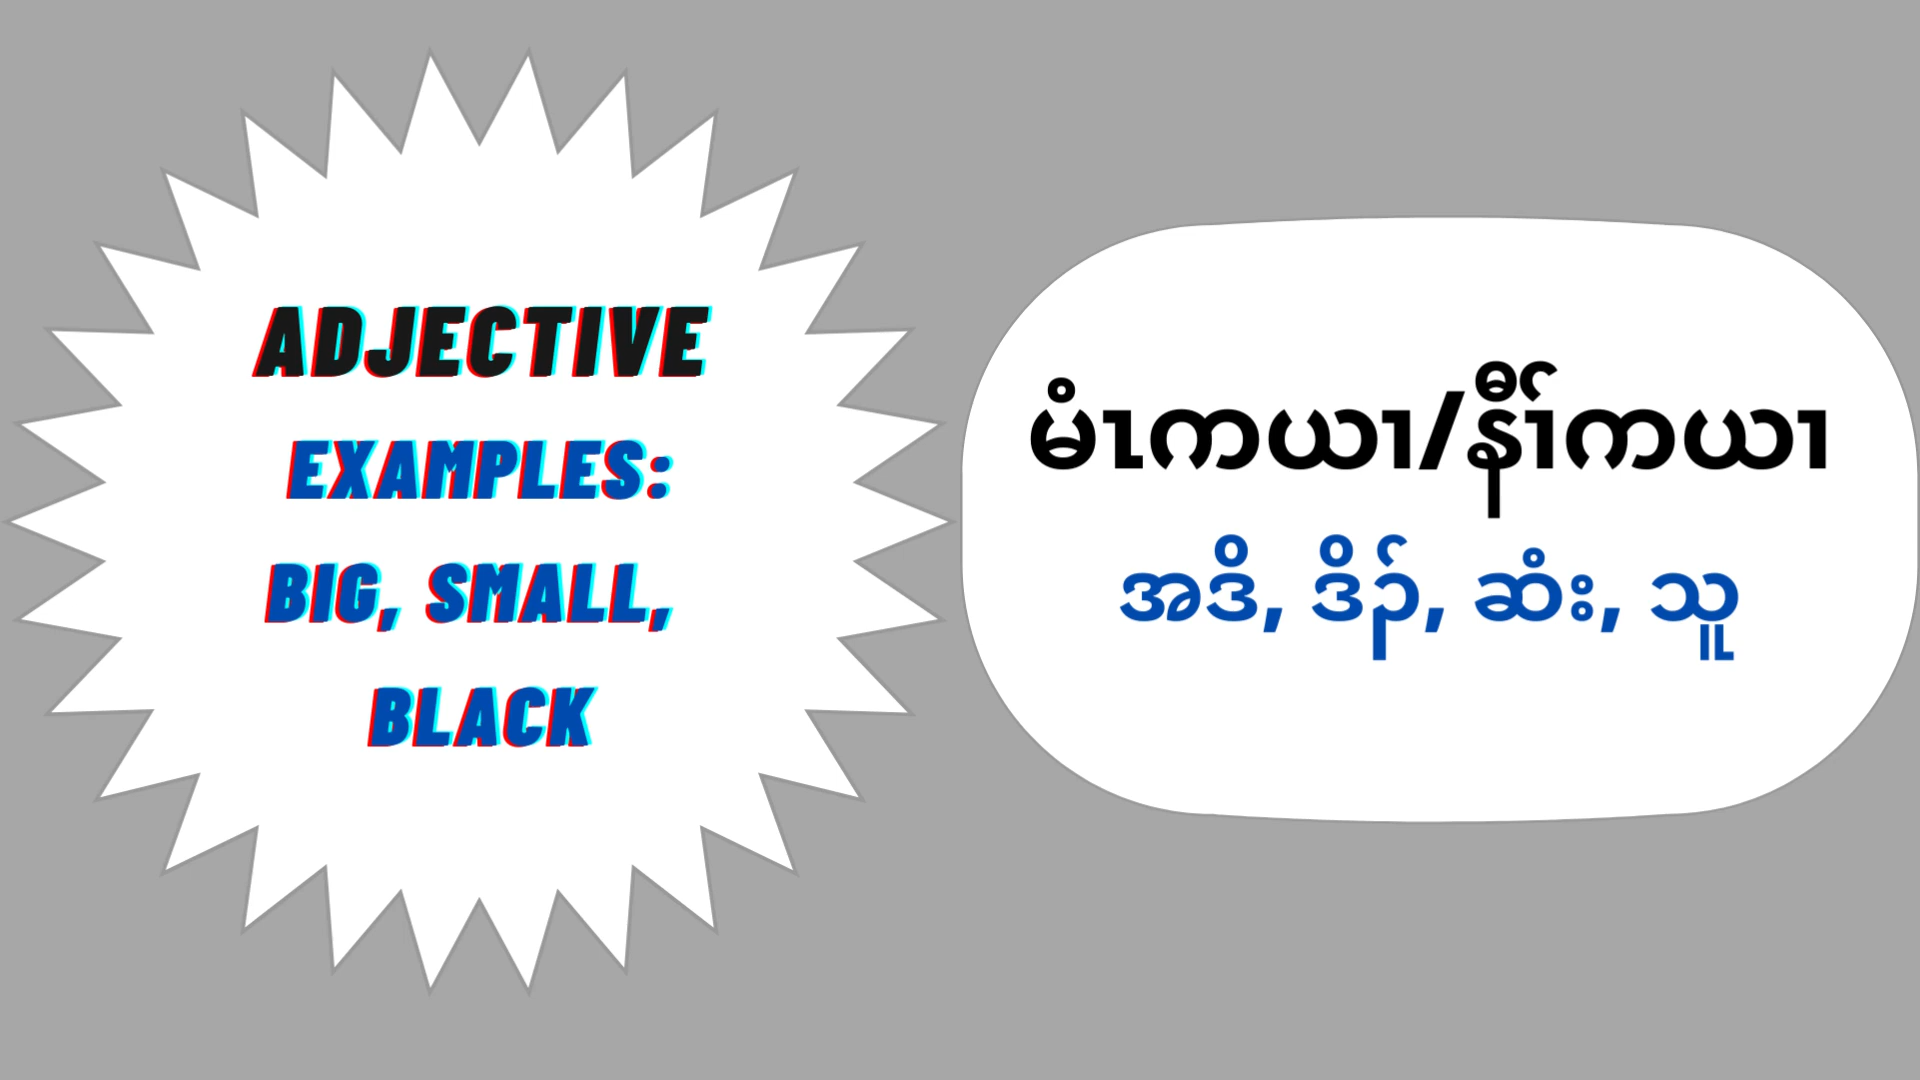 ADJECTIVE
EXAMPLES:
BIG, SMALL,
BLACK
မံၤကယၢ/နီၢ်ကယၢ
အဒိ, ဒိၣ်, ဆံး, သူ